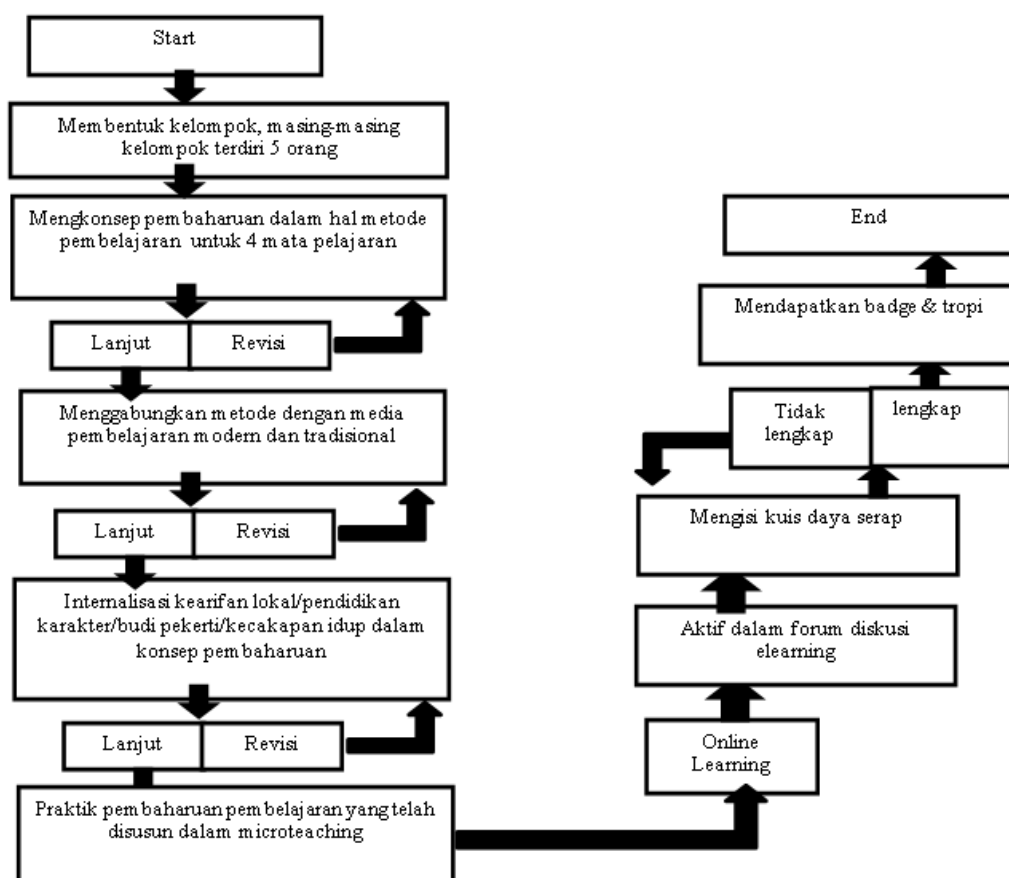 Start
Membentuk kelompok, masing-masing
kelompok terdiri 5 orang
Mengkonsep pembaharuan dalam hal metode
pembelajaran untuk 4 mata pelajaran
Lanjut
Revisi
Menggabungkan metode dengan media
pembelajaran modern dan tradisional
Lanjut
Revisi
Internalisasi kearifan lokal/pendidikan
karakter/budi pekerti/kecakapan idup dalam
konsep pembaharuan
Lanjut
Revisi
Praktik pembaharuan pembelajaran yang telah
disusun dalam microteaching
Online
Learning
Aktif dalam forum diskusi
elearning
Mengisi kuis daya serap
Tidak
lengkap
lengkap
Mendapatkan badge & tropi
End